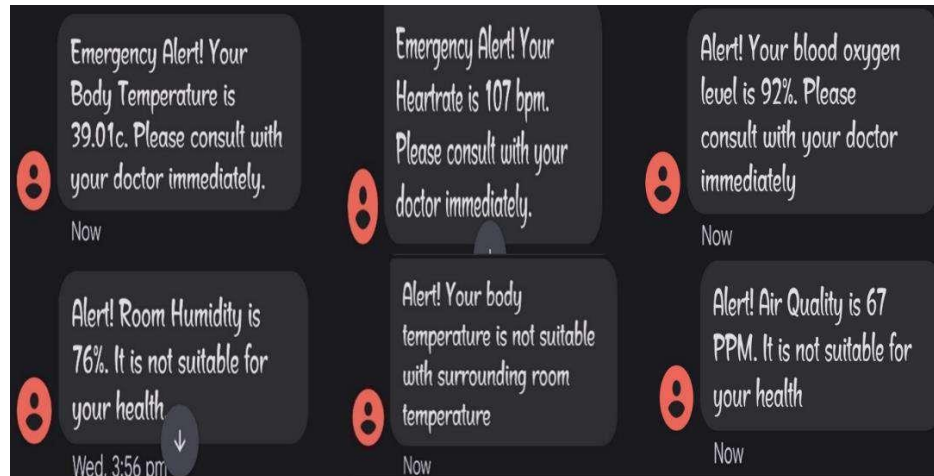 Emergency Alert! Your
Body Temperature is
39.01c. Please consult with
your doctor immediately.
Now
Emergency Alert! Your
Heartrate is 107 bpm.
Please consult with your
doctor immediately.
Alert! Your blood oxygen
level is 92%. Please
consult with your doctor
immediately
Now
Alert! Room Humidity is
76%. It is not suitable for
your health.
Wed, 3:56 pm
Alert! Your body
temperature is not suitable
with surrounding room
temperature
Now
Alert! Air Quality is 67
PPM. It is not suitable for
your health
Now